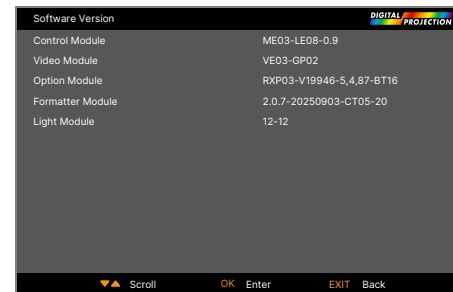 Software Version DIGITAL PROJECTION
Control Module ME03-LE08-0.9
Video Module VE03-GP02
Option Module RXP03-V19946-5,4,87-BT16
Formatter Module 2.0.7-20250903-CT05-20
Light Module 12-12
Scroll OK Enter EXIT Back